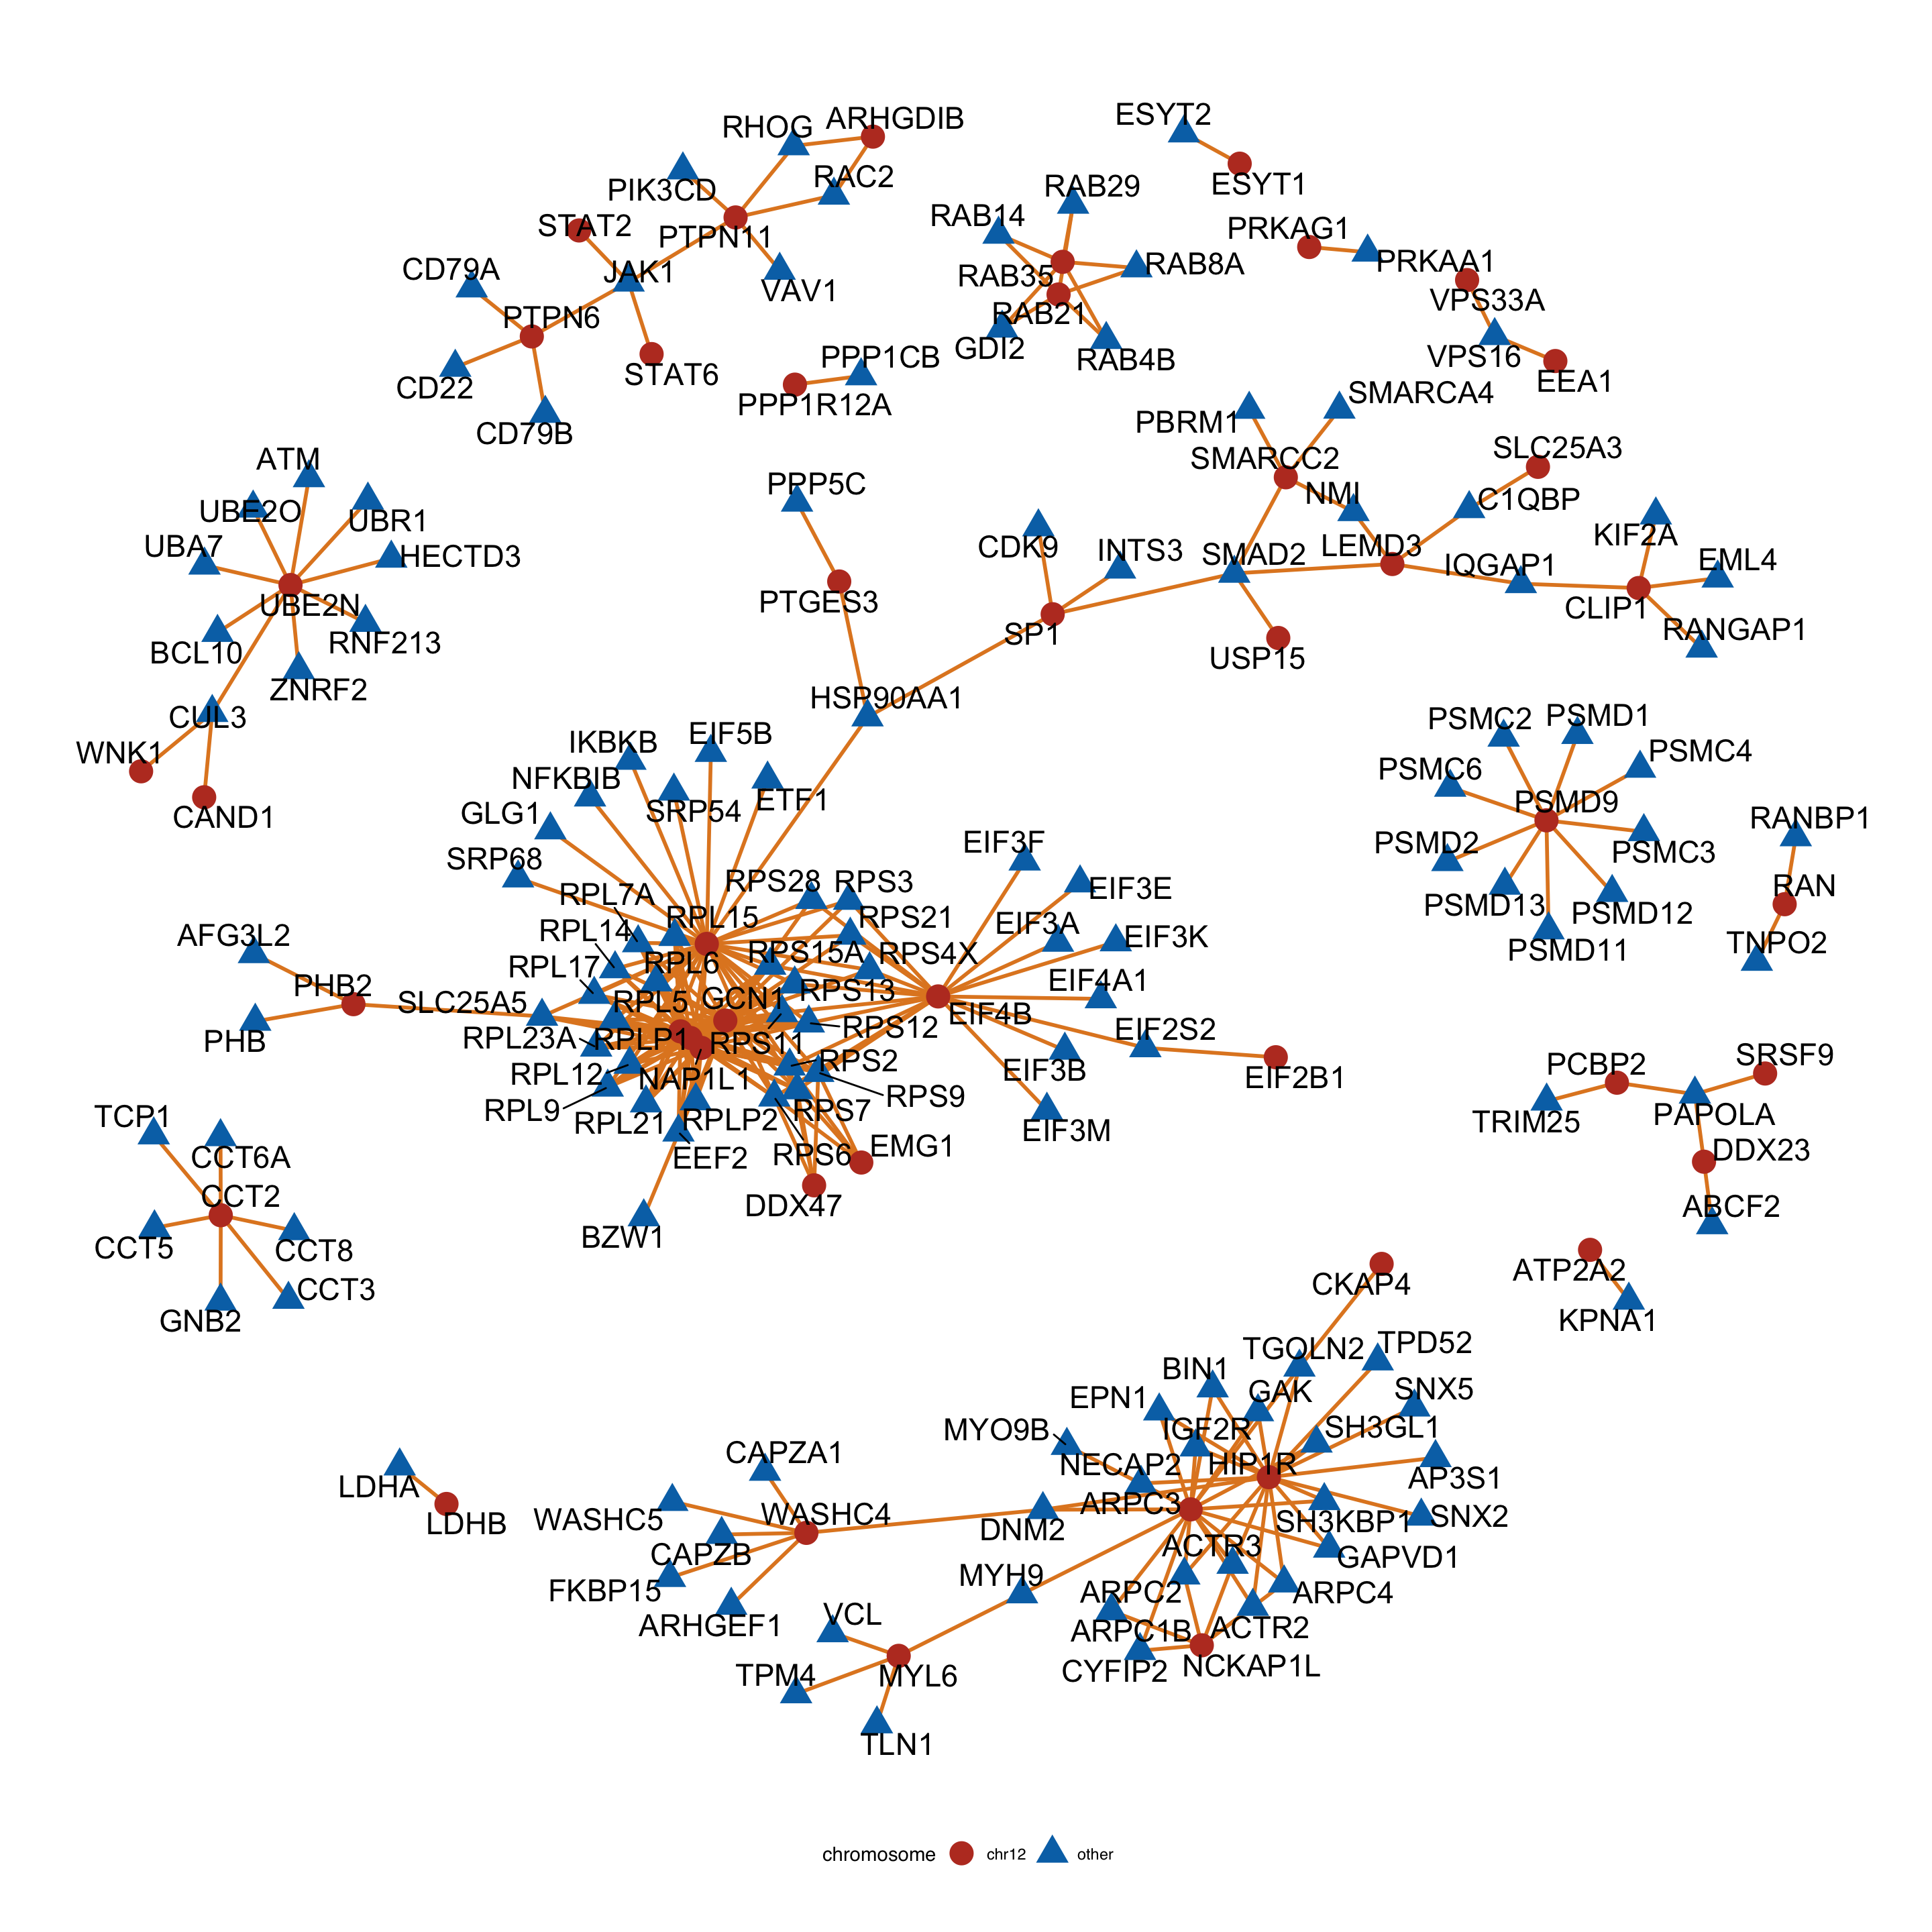 ESYT2
RHOG
ARHGDIB
PIK3CD
RAC2
ESYT1
RAB29
RAB14
STAT2
PTPN11
PRKAG1
CD79A
JAK1
VAV1
RAB35
RAB8A
PRKAA1
VPS33A
PTPN6
RAB21
GDI2
RAB4B
VPS16
EEA1
CD22
STAT6
PPP1CB
PPP1R12A
SMARCA4
PBRM1
CD79B
ATM
SMARCC2
SLC25A3
UBE2O
UBR1
PPP5C
NMI
C1QBP
KIF2A
UBA7
HECTD3
CDK9
INTS3
SMAD2
LEMD3
IQGAP1
EML4
UBE2N
PTGES3
CLIP1
BCL10
RNF213
SP1
USP15
RANGAP1
ZNRF2
CUL3
HSP90AA1
WNK1
IKBKB
EIF5B
PSMC2
PSMD1
NFKBIB
PSMC6
PSMC4
CAND1
GLG1
SRP54
ETF1
PSMD9
RANBP1
SRP68
EIF3F
PSMD2
PSMC3
RPL7A
RPS28
RPS3
EIF3E
RAN
AFG3L2
RPL14
RPL15
RPS21
EIF3A
EIF3K
PSMD13
PSMD12
PSMD11
TNPO2
RPL17
RPL6
RPS15A
RPS4X
PHB2
SLC25A5
RPL5
GCN1
RPS13
EIF4A1
EIF4B
PHB
RPL23A
RPLP1
RPS11
RPS12
EIF2S2
RPL12
NAP1L1
RPS2
EIF3B
EIF2B1
PCBP2
SRSF9
RPL9
RPL21
RPLP2
RPS7
RPS9
EIF3M
TRIM25
PAPOLA
TCP1
CCT6A
EEF2
RPS6
EMG1
DDX23
CCT2
DDX47
ABCF2
CCT5
CCT8
BZW1
CCT3
GNB2
CKAP4
ATP2A2
KPNA1
TGOLN2
TPD52
BIN1
EPN1
GAK
SNX5
MYO9B
IGF2R
SH3GL1
CAPZA1
NECAP2
HIP1R
AP3S1
LDHA
LDHB
WASHC5
WASHC4
ARPC3
DNM2
SH3KBP1
SNX2
CAPZB
ACTR3
GAPVD1
FKBP15
MYH9
ARPC2
ARPC4
ARHGEF1
VCL
ARPC1B
ACTR2
TPM4
MYL6
CYFIP2
NCKAP1L
TLN1
chromosome chr12 other